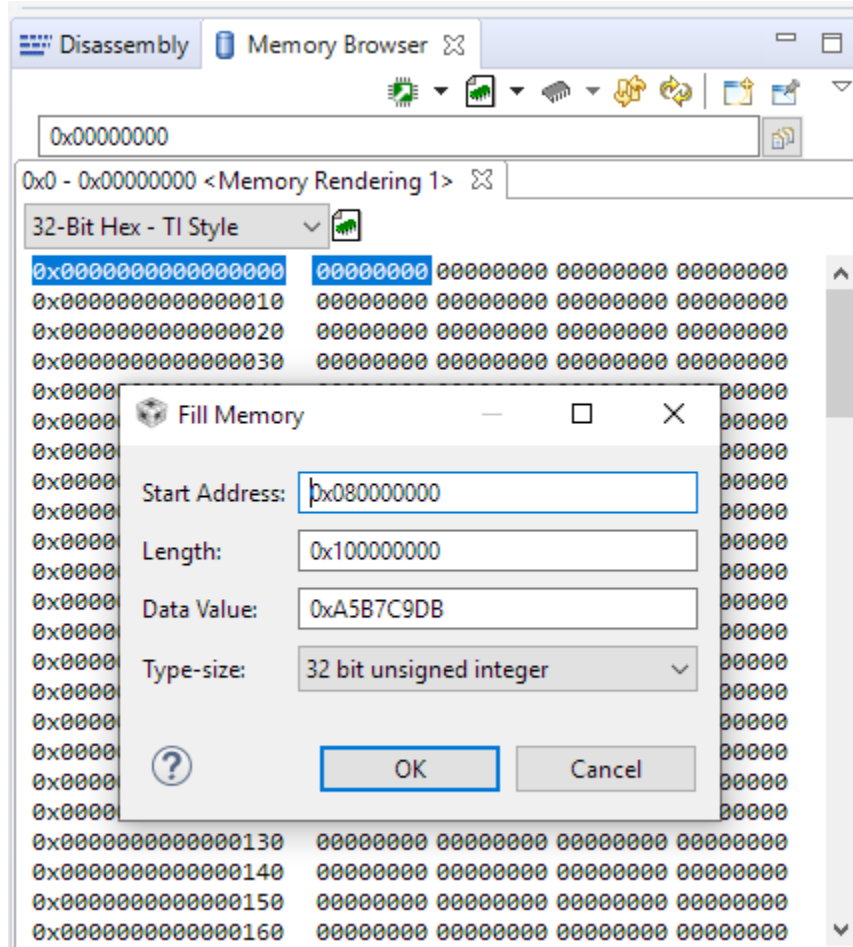 Disassembly Memory Browser
0x00000000
0x0 - 0x00000000 <Memory Rendering 1>
32-Bit Hex - TI Style
0x0000000000000000 00000000 00000000 00000000 00000000
0x0000000000000010 00000000 00000000 00000000 00000000
0x0000000000000020 00000000 00000000 00000000 00000000
0x0000000000000030 00000000 00000000 00000000 00000000
Fill Memory
Start Address: 0x080000000
Length: 0x100000000
Data Value: 0xA5B7C9DB
Type-size: 32 bit unsigned integer
? OK Cancel
0x0000000000000130 00000000 00000000 00000000 00000000
0x0000000000000140 00000000 00000000 00000000 00000000
0x0000000000000150 00000000 00000000 00000000 00000000
0x0000000000000160 00000000 00000000 00000000 00000000